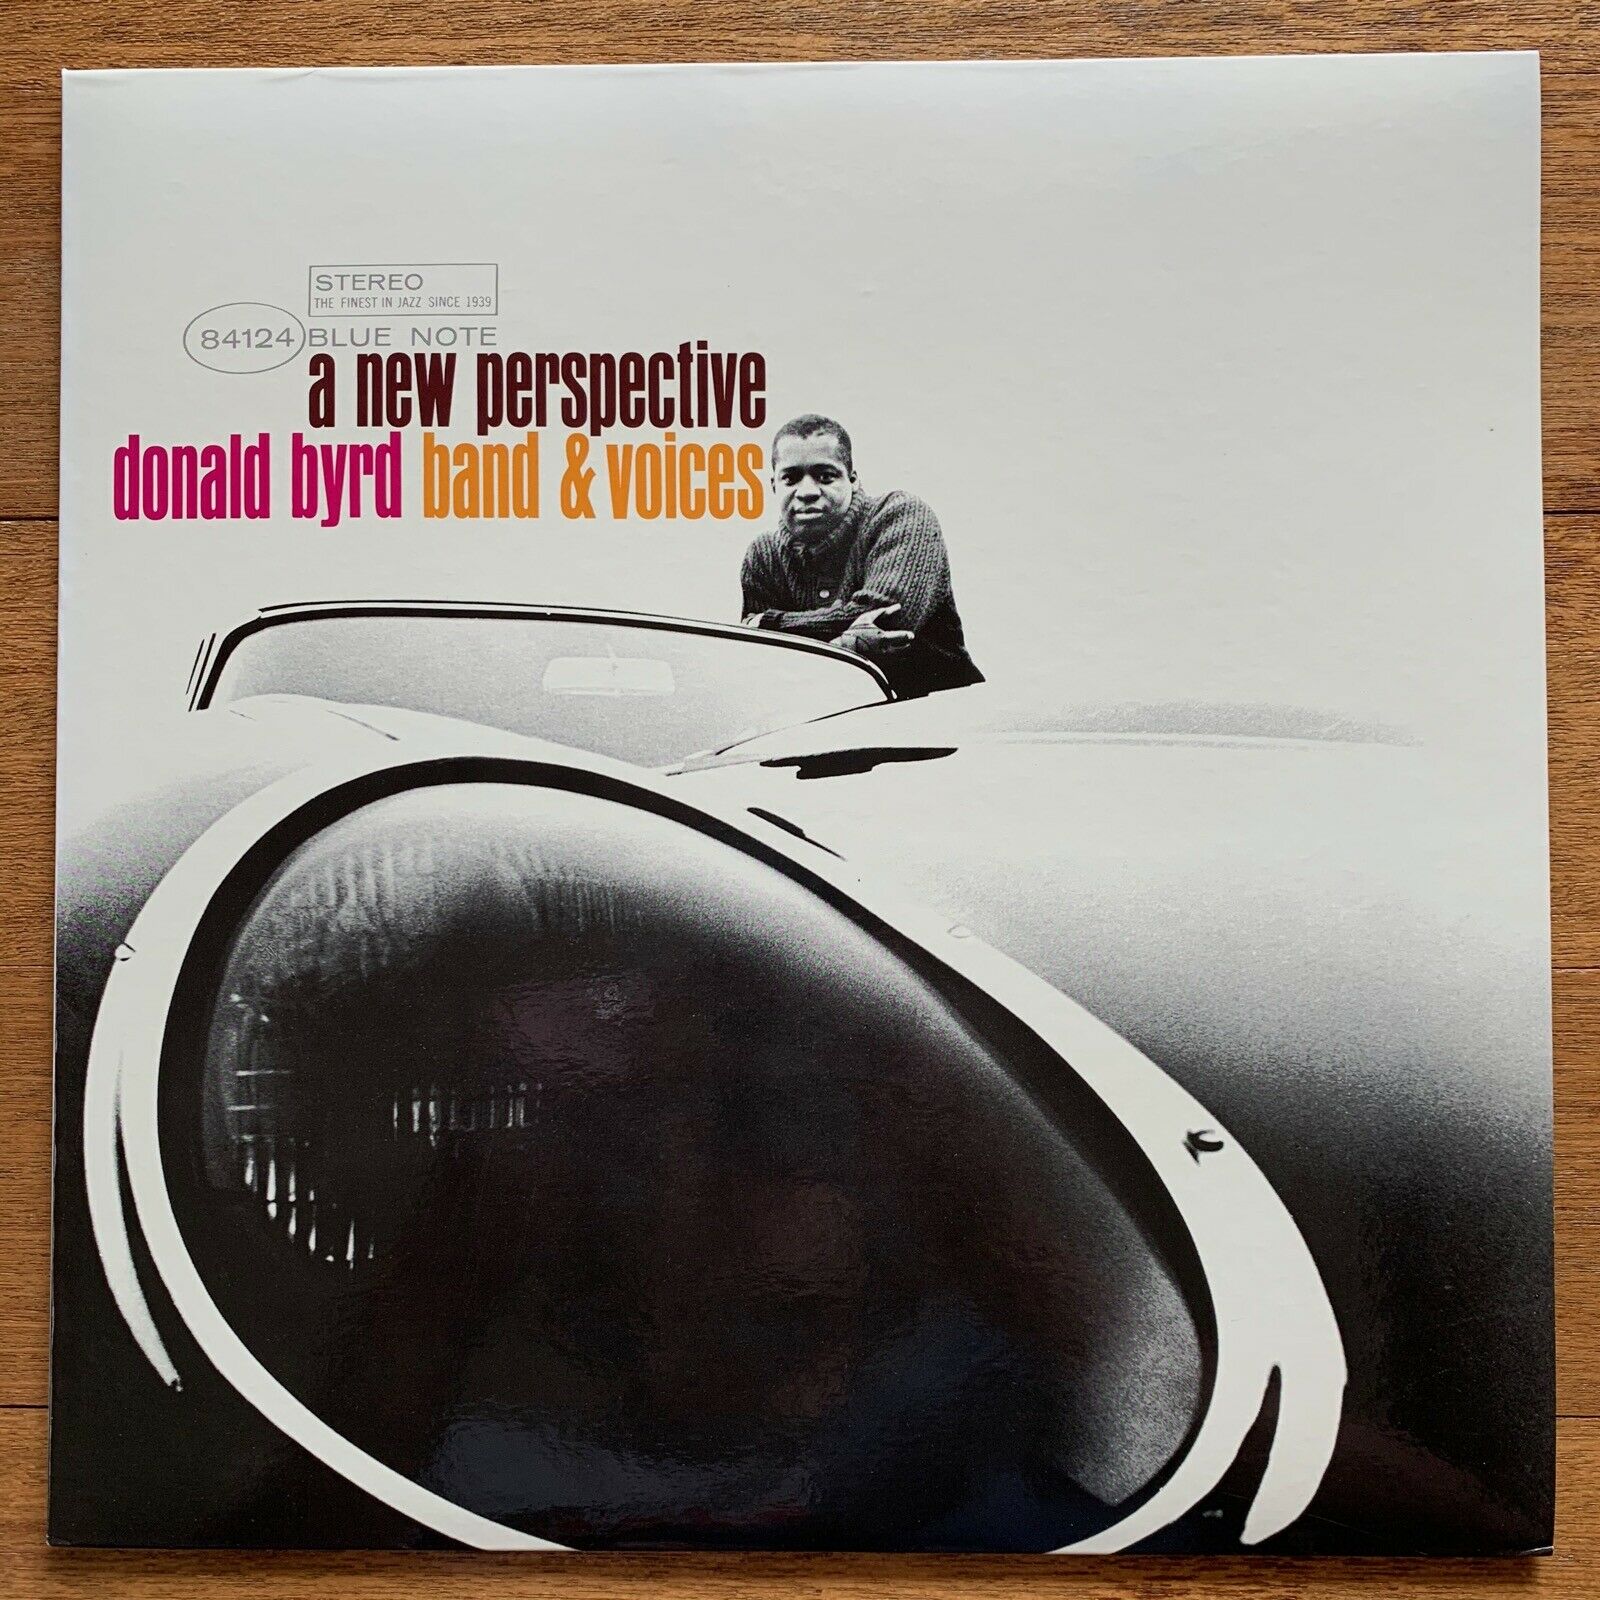 STEREO
THE FINEST IN JAZZ SINCE 1939
84124 BLUE NOTE
a new perspective
donald byrd band & voices